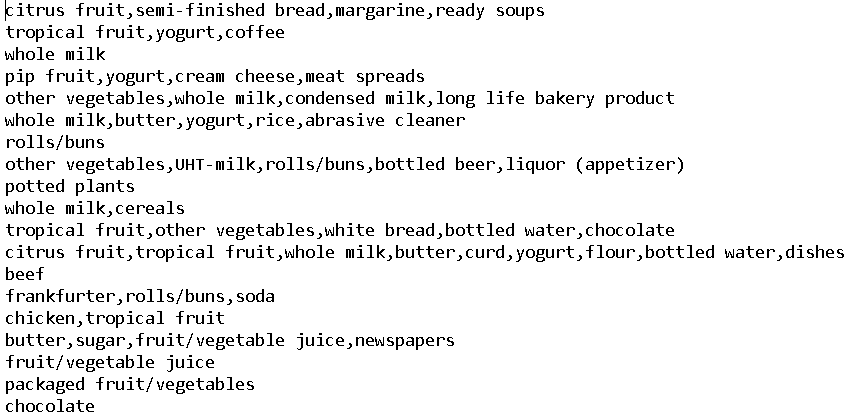 citrus fruit,semi-finished bread,margarine,ready soups
tropical fruit,yogurt,coffee
whole milk
pip fruit,yogurt,cream cheese,meat spreads
other vegetables,whole milk,condensed milk,long life bakery product
whole milk,butter,yogurt,rice,abrasive cleaner
rolls/buns
other vegetables,UHT-milk,rolls/buns,bottled beer,liquor (appetizer)
potted plants
whole milk,cereals
tropical fruit,other vegetables,white bread,bottled water,chocolate
citrus fruit,tropical fruit,whole milk,butter,curd,yogurt,flour,bottled water,dishes
beef
frankfurter,rolls/buns,soda
chicken,tropical fruit
butter,sugar,fruit/vegetable juice,newspapers
fruit/vegetable juice
packaged fruit/vegetables
chocolate